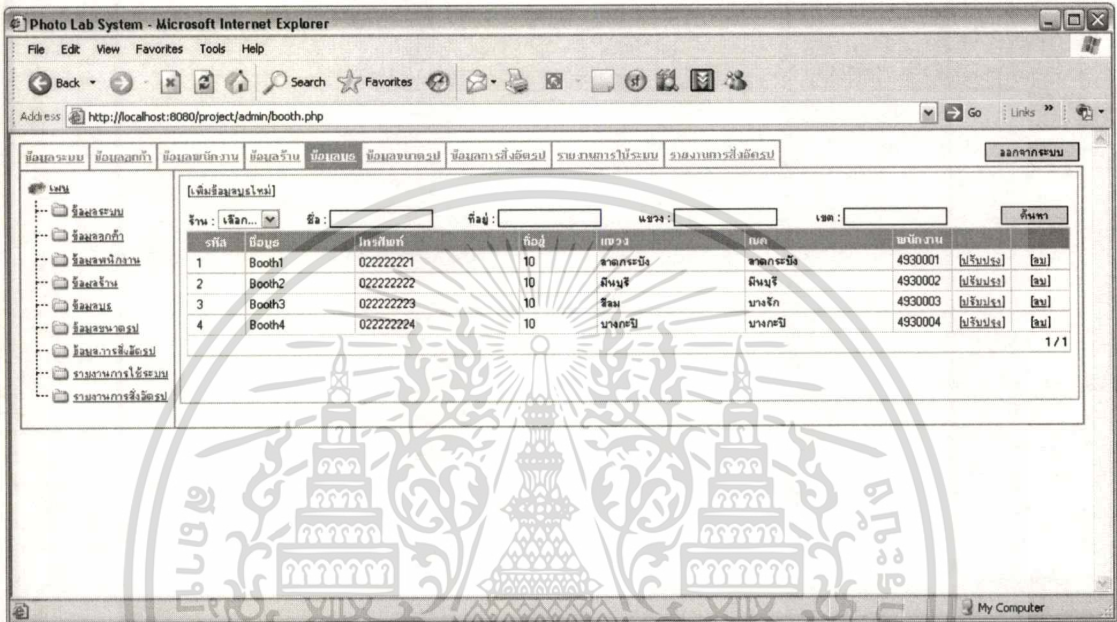 Photo Lab System - Microsoft Internet Explorer
File Edit View Favorites Tools Help
Back Search Favorites
Address http://localhost:8080/project/admin/booth.php Go Links »
ข้อมูลระบบ ข้อมูลลูกค้า ข้อมูลพนักงาน ข้อมูลร้าน ข้อมูลบูธ ข้อมูลขนาดรูป ข้อมูลการสั่งอัดรูป รายงานการใช้ระบบ รายงานการสั่งอัดรูป ออกจากระบบ
เมนู
ข้อมูลระบบ
ข้อมูลลูกค้า
ข้อมูลพนักงาน
ข้อมูลร้าน
ข้อมูลบูธ
ข้อมูลขนาดรูป
ข้อมูลการสั่งอัดรูป
รายงานการใช้ระบบ
รายงานการสั่งอัดรูป
[เพิ่มข้อมูลบูธใหม่]
ร้าน : เลือก... ชื่อ : ที่อยู่ : แขวง : เขต : ค้นหา
รหัส ชื่อบูธ โทรศัพท์ ที่อยู่ แขวง เขต พนักงาน
1 Booth1 022222221 10 ลาดกระบัง ลาดกระบัง 4930001 [ปรับปรุง] [ลบ]
2 Booth2 022222222 10 มีนบุรี มีนบุรี 4930002 [ปรับปรุง] [ลบ]
3 Booth3 022222223 10 สีลม บางรัก 4930003 [ปรับปรุง] [ลบ]
4 Booth4 022222224 10 บางกะปิ บางกะปิ 4930004 [ปรับปรุง] [ลบ]
1 / 1
My Computer